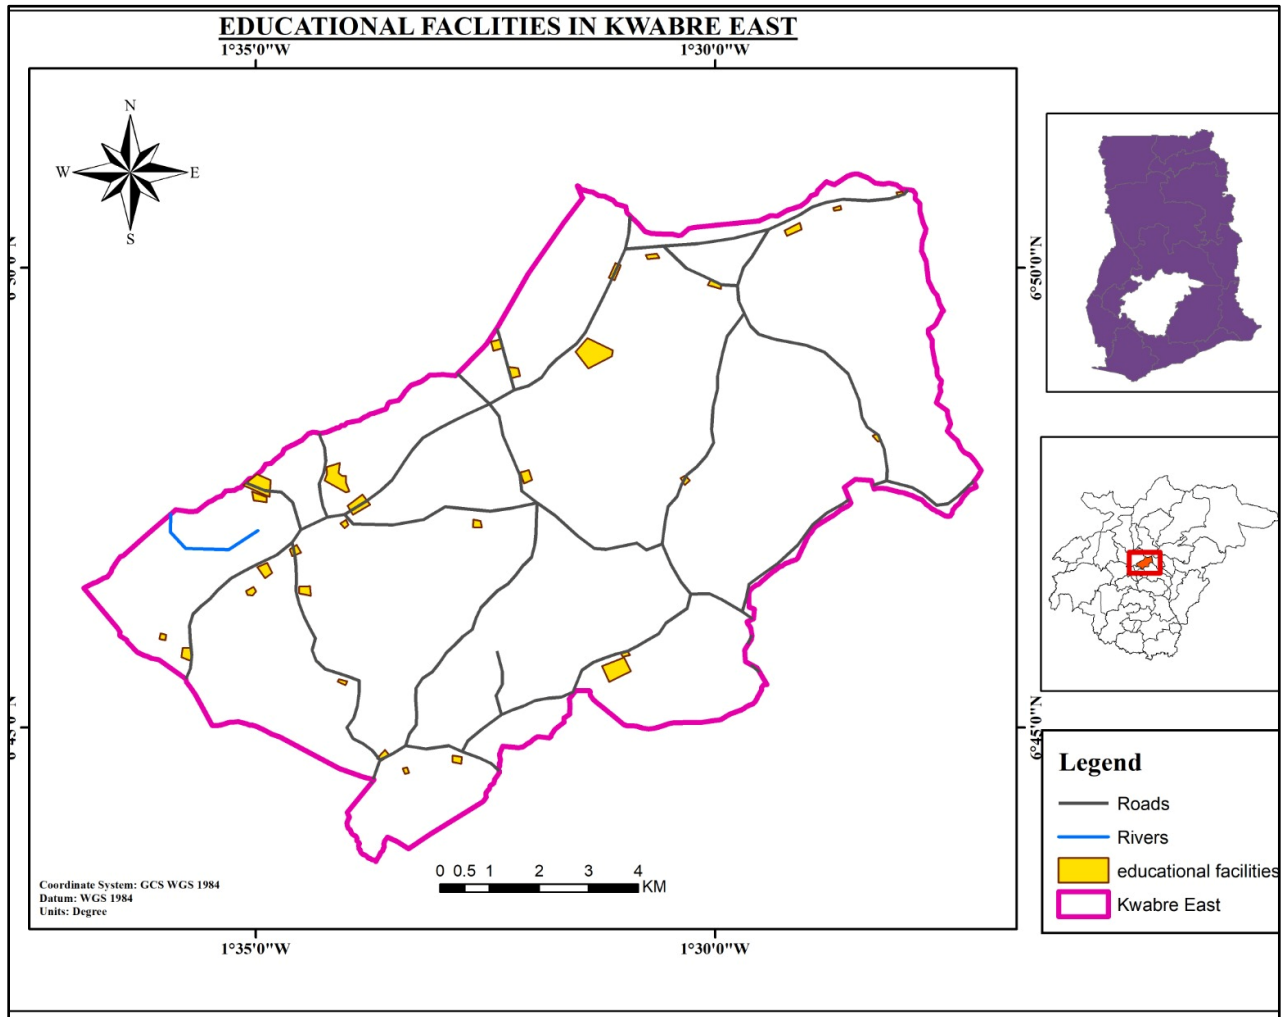 EDUCATIONAL FACLITIES IN KWABRE EAST
1°35'0"W 1°30'0"W
N
W E
S
6°50'0"N
6°45'0"N
0 0.5 1 2 3 4
KM
Coordinate System: GCS WGS 1984
Datum: WGS 1984
Units: Degree
1°35'0"W 1°30'0"W
Legend
Roads
Rivers
educational facilities
Kwabre East